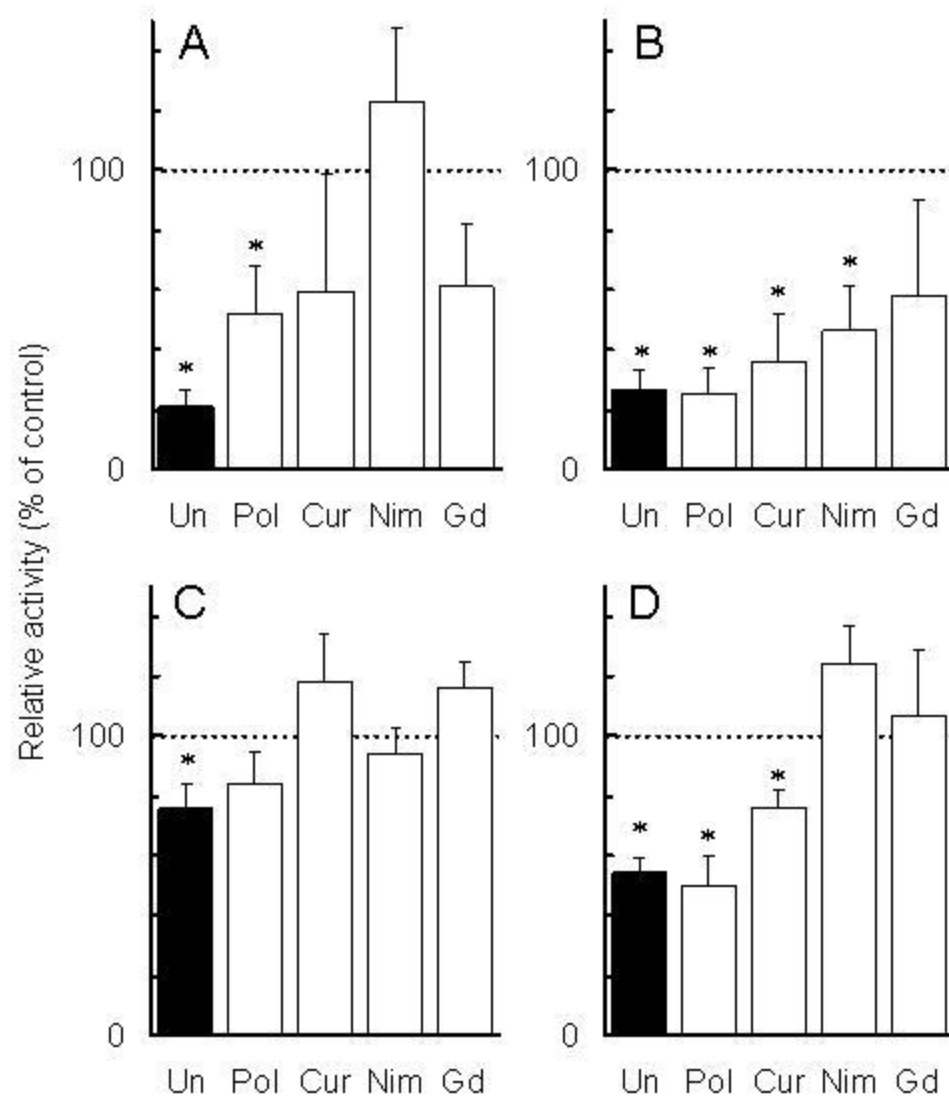 A
B
100
100
*
*
*
*
*
*
0
0
Un Pol Cur Nim Gd
Un Pol Cur Nim Gd
Relative activity (% of control)
C
D
100
100
*
*
*
*
0
0
Un Pol Cur Nim Gd
Un Pol Cur Nim Gd